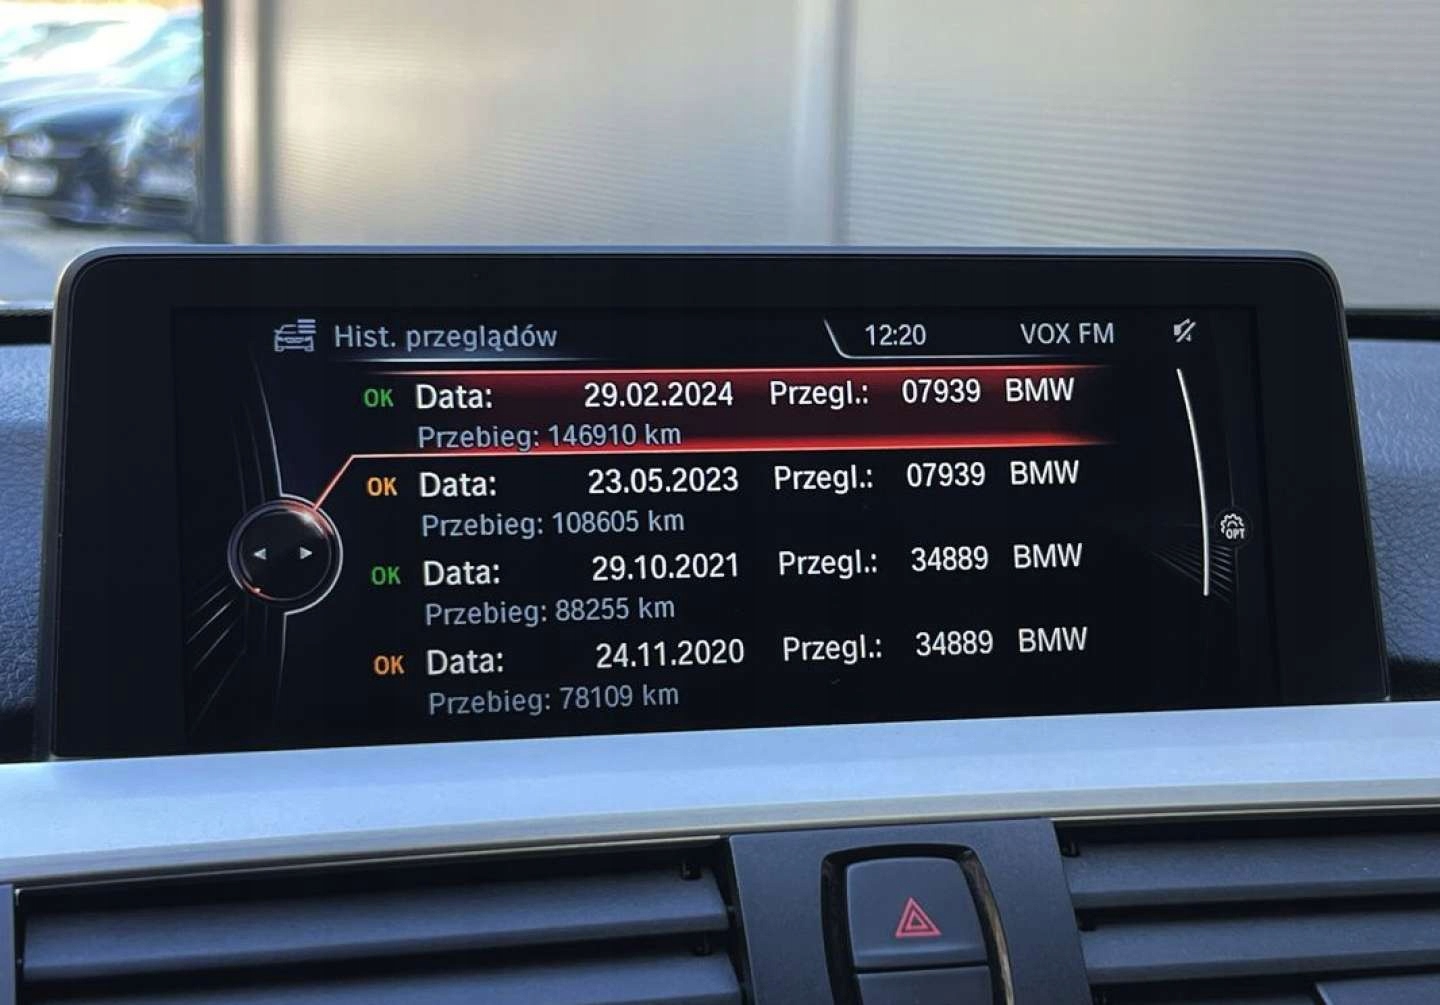 Hist. przeglądów 12:20 VOX FM
OK Data: 29.02.2024 Przegl.: 07939 BMW
Przebieg: 146910 km
OK Data: 23.05.2023 Przegl.: 07939 BMW
Przebieg: 108605 km
OPT
OK Data: 29.10.2021 Przegl.: 34889 BMW
Przebieg: 88255 km
OK Data: 24.11.2020 Przegl.: 34889 BMW
Przebieg: 78109 km